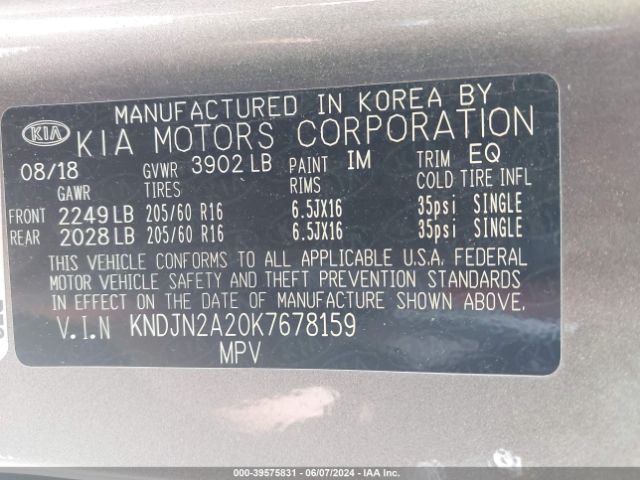 MANUFACTURED IN KOREA BY
KIA KIA MOTORS CORPORATION
08/18 GVWR 3902 LB PAINT IM TRIM EQ
GAWR TIRES RIMS COLD TIRE INFL
FRONT 2249 LB 205/60 R16 6.5JX16 35psi SINGLE
REAR 2028 LB 205/60 R16 6.5JX16 35psi SINGLE
THIS VEHICLE CONFORMS TO ALL APPLICABLE U.S.A. FEDERAL
MOTOR VEHICLE SAFETY AND THEFT PREVENTION STANDARDS
IN EFFECT ON THE DATE OF MANUFACTURE SHOWN ABOVE.
V.I.N KNDJN2A20K7678159
MPV
000-39575831 - 06/07/2024 - IAA Inc.